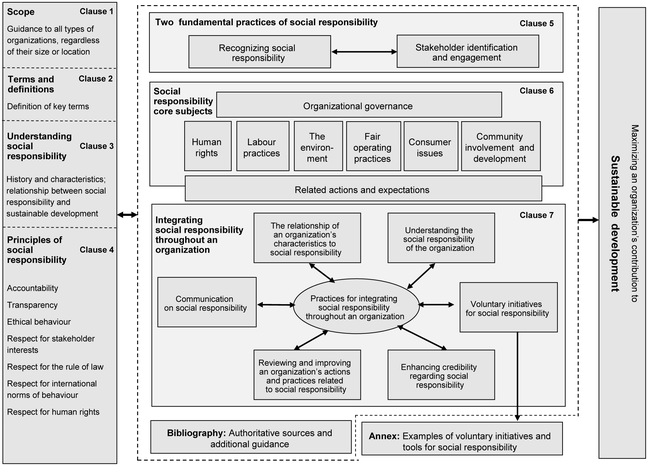 Scope Clause 1
Guidance to all types of
organizations, regardless
of their size or location
Terms and Clause 2
definitions
Definition of key terms
Understanding
social Clause 3
responsibility
History and characteristics;
relationship between social
responsibility and
sustainable development
Principles of
social Clause 4
responsibility
Accountability
Transparency
Ethical behaviour
Respect for stakeholder
interests
Respect for the rule of law
Respect for international
norms of behaviour
Respect for human rights
Two fundamental practices of social responsibility Clause 5
Recognizing social
responsibility
Stakeholder identification
and engagement
Social
responsibility
core subjects
Clause 6
Organizational governance
Human
rights
Labour
practices
The
environ-
ment
Fair
operating
practices
Consumer
issues
Community
involvement and
development
Related actions and expectations
Integrating
social responsibility
throughout an
organization
Clause 7
The relationship of
an organization's
characteristics to
social responsibility
Understanding the
social responsibility
of the organization
Communication
on social responsibility
Practices for integrating
social responsibility
throughout an organization
Voluntary initiatives
for social responsibility
Reviewing and improving
an organization's actions
and practices related
to social responsibility
Enhancing credibility
regarding social
responsibility
Bibliography: Authoritative sources and
additional guidance
Annex: Examples of voluntary initiatives and
tools for social responsibility
Maximizing an organization's contribution to
Sustainable development